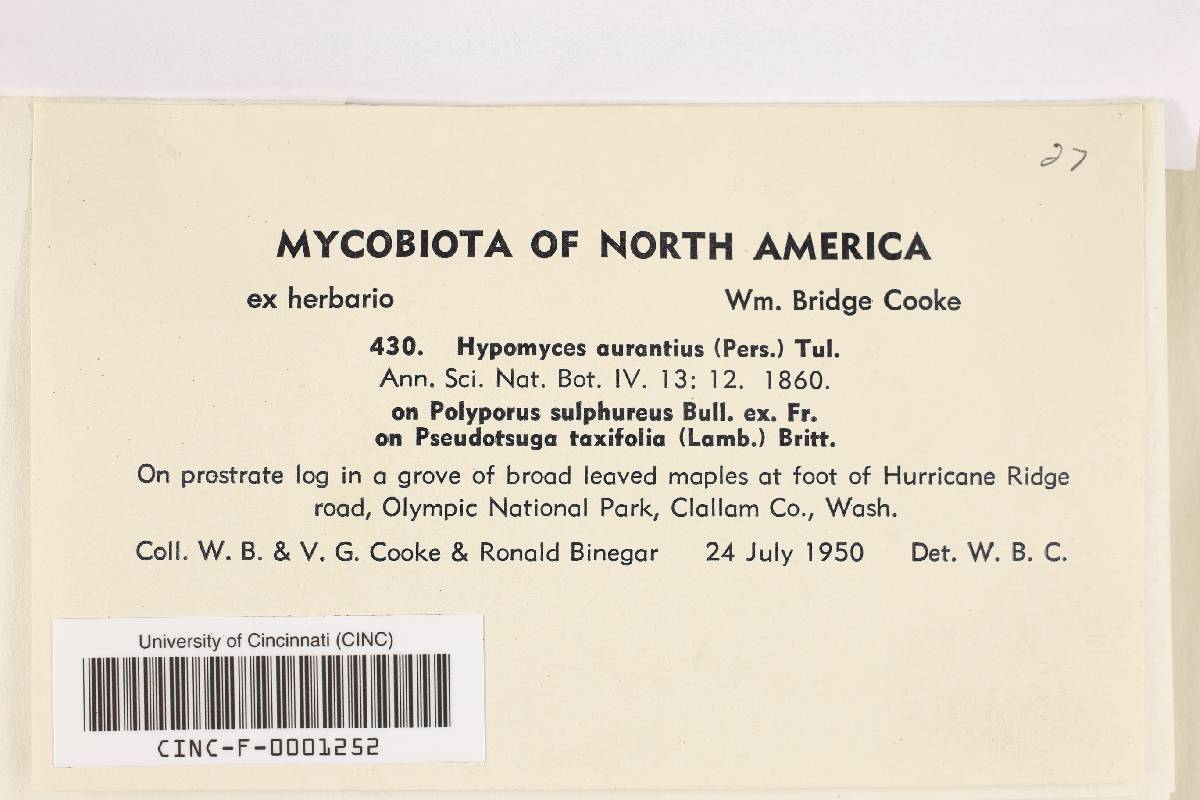 27
MYCOBIOTA OF NORTH AMERICA
ex herbario Wm. Bridge Cooke
430. Hypomyces aurantius (Pers.) Tul.
Ann. Sci. Nat. Bot. IV. 13: 12. 1860.
on Polyporus sulphureus Bull. ex. Fr.
on Pseudotsuga taxifolia (Lamb.) Britt.
On prostrate log in a grove of broad leaved maples at foot of Hurricane Ridge
road, Olympic National Park, Clallam Co., Wash.
Coll. W. B. & V. G. Cooke & Ronald Binegar 24 July 1950 Det. W. B. C.
University of Cincinnati (CINC)
CINC-F-0001252